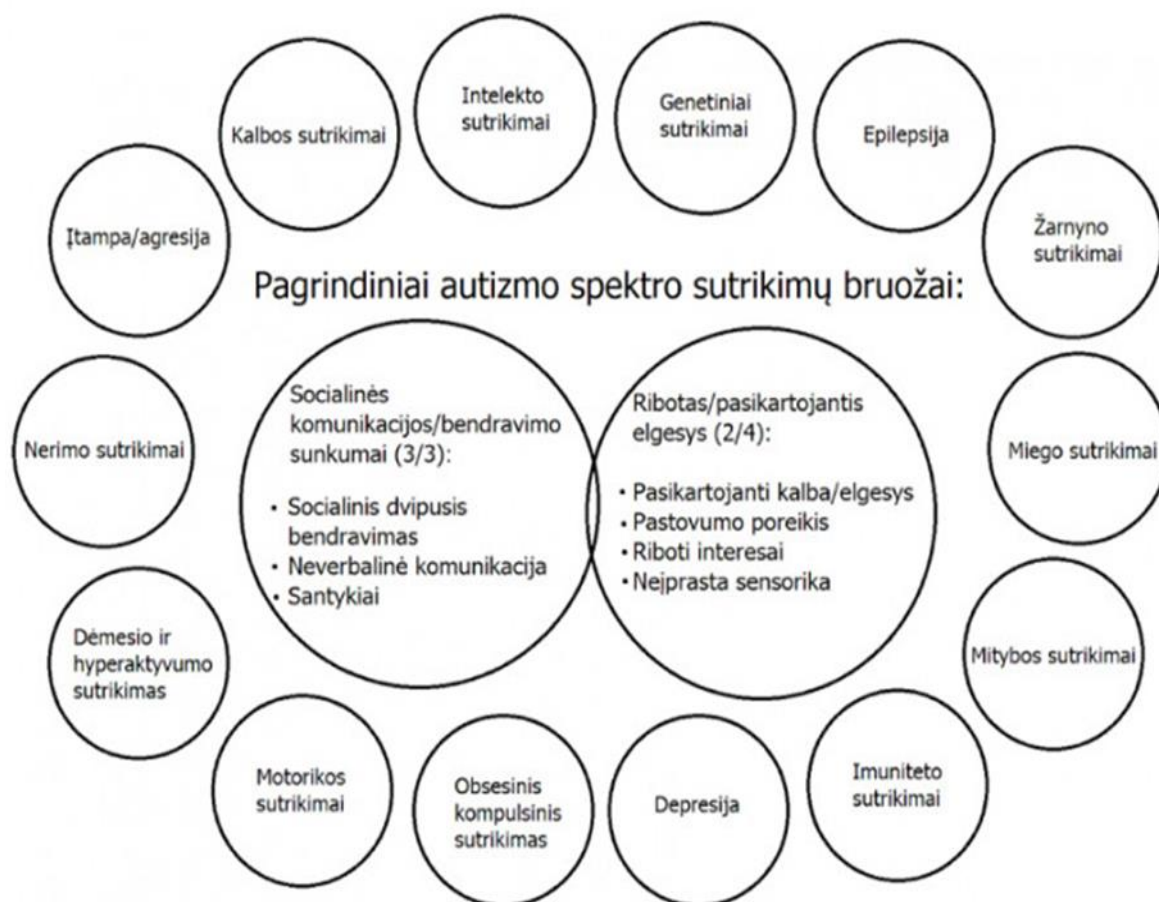 Kalbos sutrikimai
Intelekto
sutrikimai
Genetiniai
sutrikimai
Epilepsija
Įtampa/agresija
Žarnyno
sutrikimai
Pagrindiniai autizmo spektro sutrikimų bruožai:
Socialinės
komunikacijos/bendravimo
sunkumai (3/3):
• Socialinis dvipusis
bendravimas
• Neverbalinė komunikacija
• Santykiai
Ribotas/pasikartojantis
elgesys (2/4):
• Pasikartojanti kalba/elgesys
• Pastovumo poreikis
• Riboti interesai
• Neįprasta sensorika
Nerimo sutrikimai
Miego sutrikimai
Dėmesio ir
hyperaktyvumo
sutrikimas
Mitybos sutrikimai
Motorikos
sutrikimai
Obsesinis
kompulsinis
sutrikimas
Depresija
Imuniteto
sutrikimai